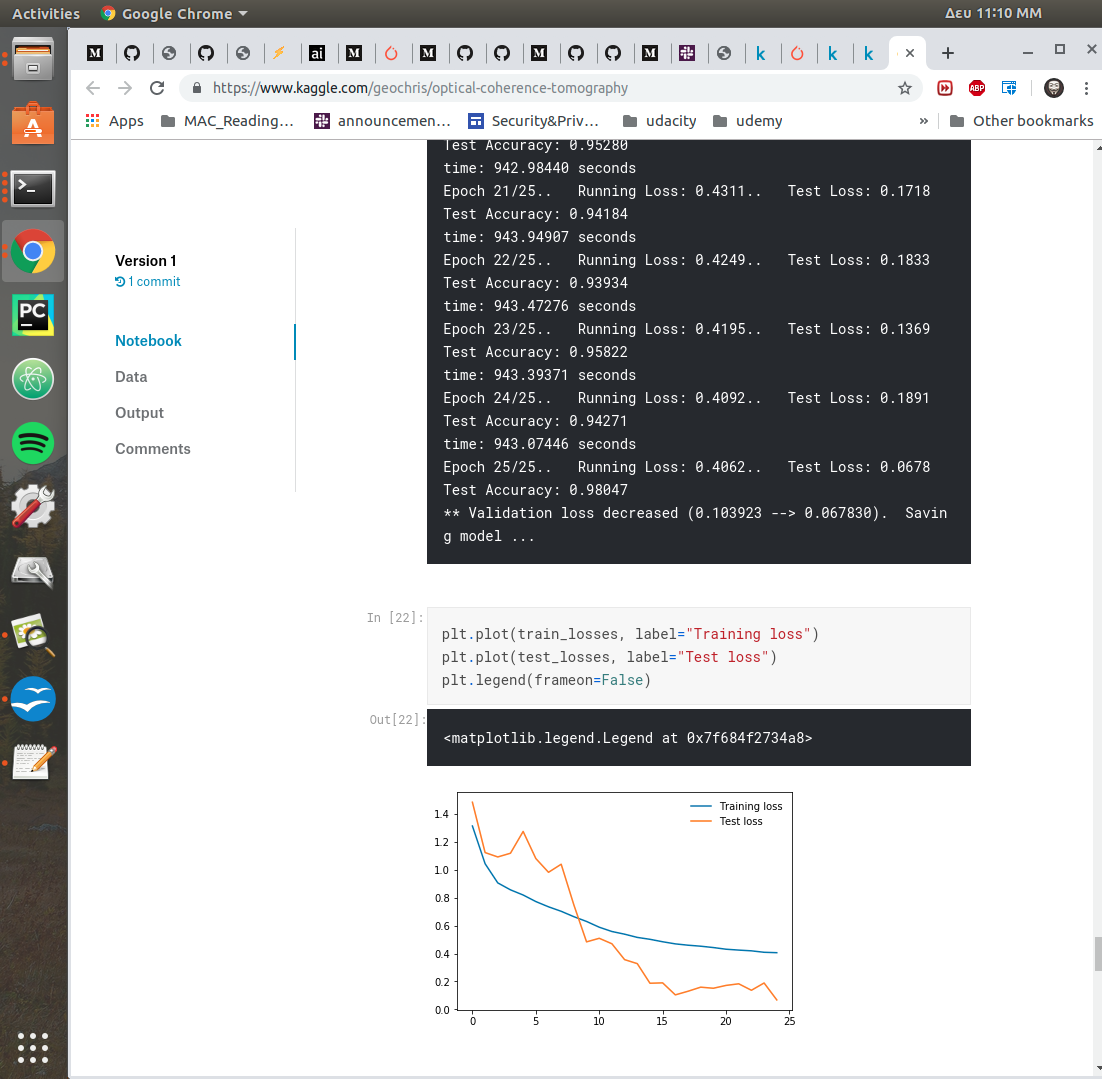 Activities
Google Chrome
Δευ 11:10 ΜΜ
https://www.kaggle.com/geochris/optical-coherence-tomography
Apps
MAC_Reading...
announcemen...
Security&Priv...
udacity
udemy
»
Other bookmarks
Version 1
1 commit
Notebook
Data
Output
Comments
Test Accuracy: 0.95280
time: 942.98440 seconds
Epoch 21/25.. Running Loss: 0.4311.. Test Loss: 0.1718
Test Accuracy: 0.94184
time: 943.94907 seconds
Epoch 22/25.. Running Loss: 0.4249.. Test Loss: 0.1833
Test Accuracy: 0.93934
time: 943.47276 seconds
Epoch 23/25.. Running Loss: 0.4195.. Test Loss: 0.1369
Test Accuracy: 0.95822
time: 943.39371 seconds
Epoch 24/25.. Running Loss: 0.4092.. Test Loss: 0.1891
Test Accuracy: 0.94271
time: 943.07446 seconds
Epoch 25/25.. Running Loss: 0.4062.. Test Loss: 0.0678
Test Accuracy: 0.98047
** Validation loss decreased (0.103923 --> 0.067830). Savin
g model ...
In [22]:
plt.plot(train_losses, label="Training loss")
plt.plot(test_losses, label="Test loss")
plt.legend(frameon=False)
Out[22]:
<matplotlib.legend.Legend at 0x7f684f2734a8>
Training loss
Test loss
1.4
1.2
1.0
0.8
0.6
0.4
0.2
0.0
0 5 10 15 20 25